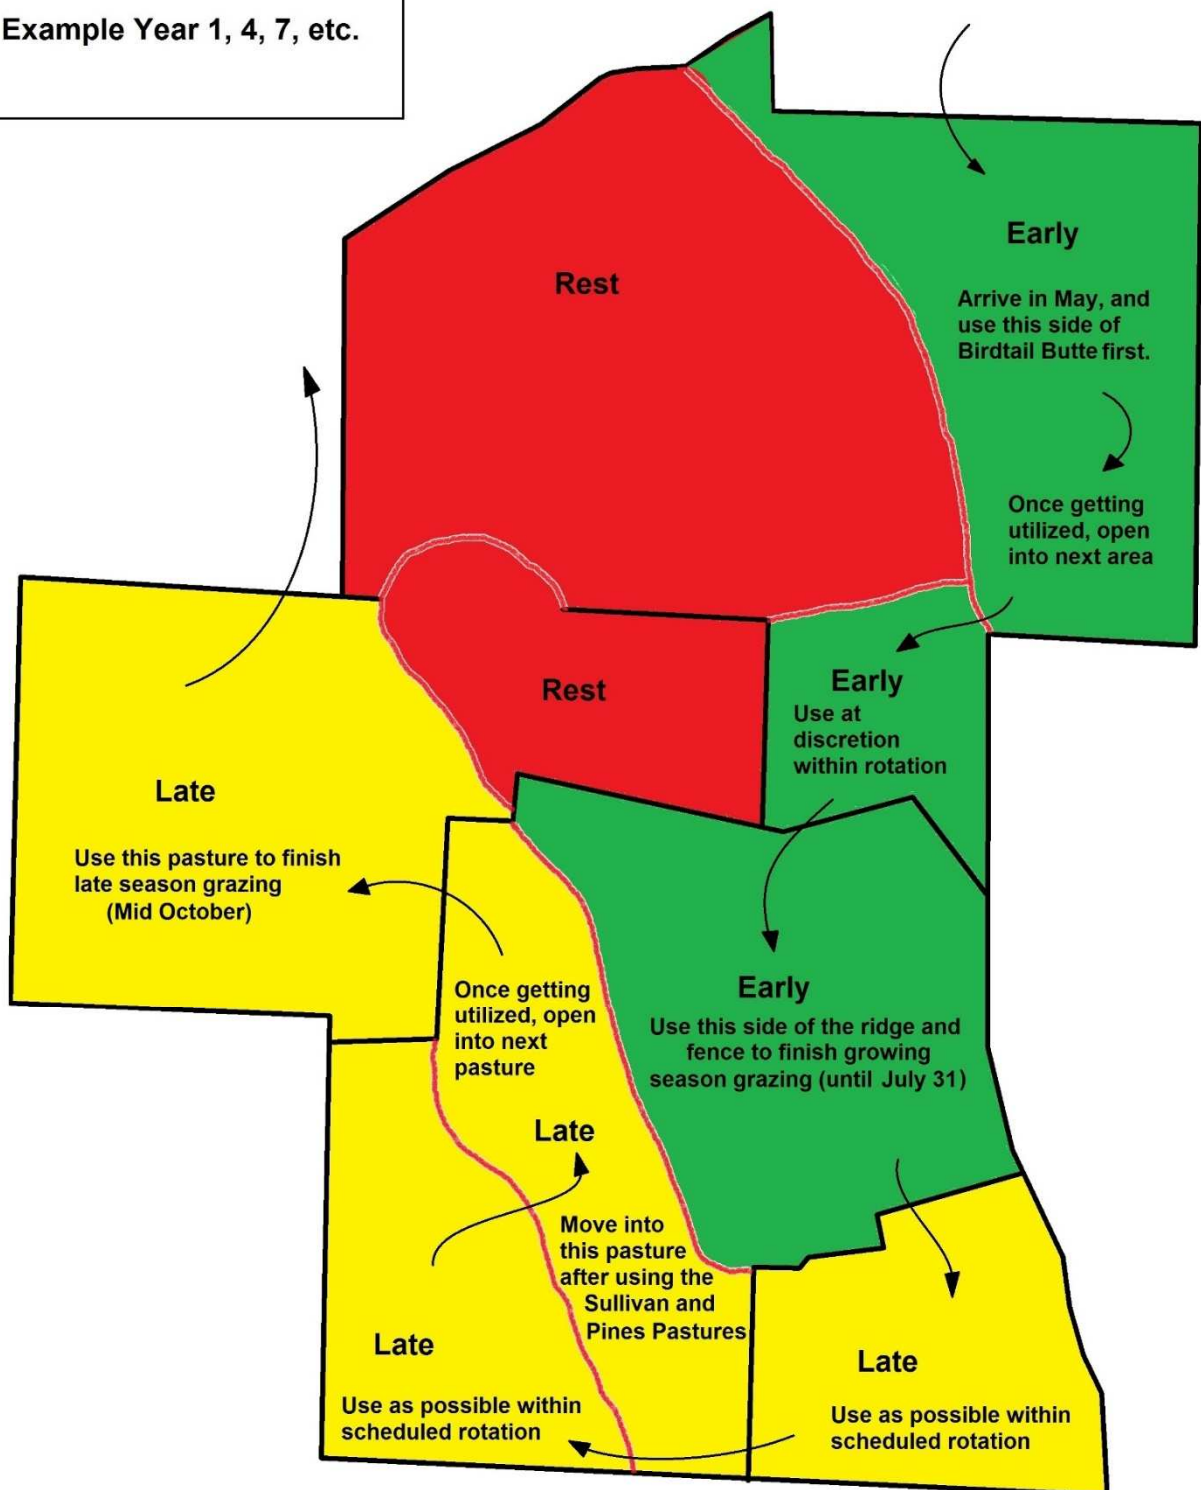 Example Year 1, 4, 7, etc.
Early
Arrive in May, and
use this side of
Birdtail Butte first.
Rest
Once getting
utilized, open
into next area
Early
Use at
discretion
within rotation
Rest
Late
Use this pasture to finish
late season grazing
(Mid October)
Once getting
utilized, open
into next
pasture
Early
Use this side of the ridge and
fence to finish growing
season grazing (until July 31)
Late
Move into
this pasture
after using the
Sullivan and
Pines Pastures
Late
Use as possible within
scheduled rotation
Late
Use as possible within
scheduled rotation